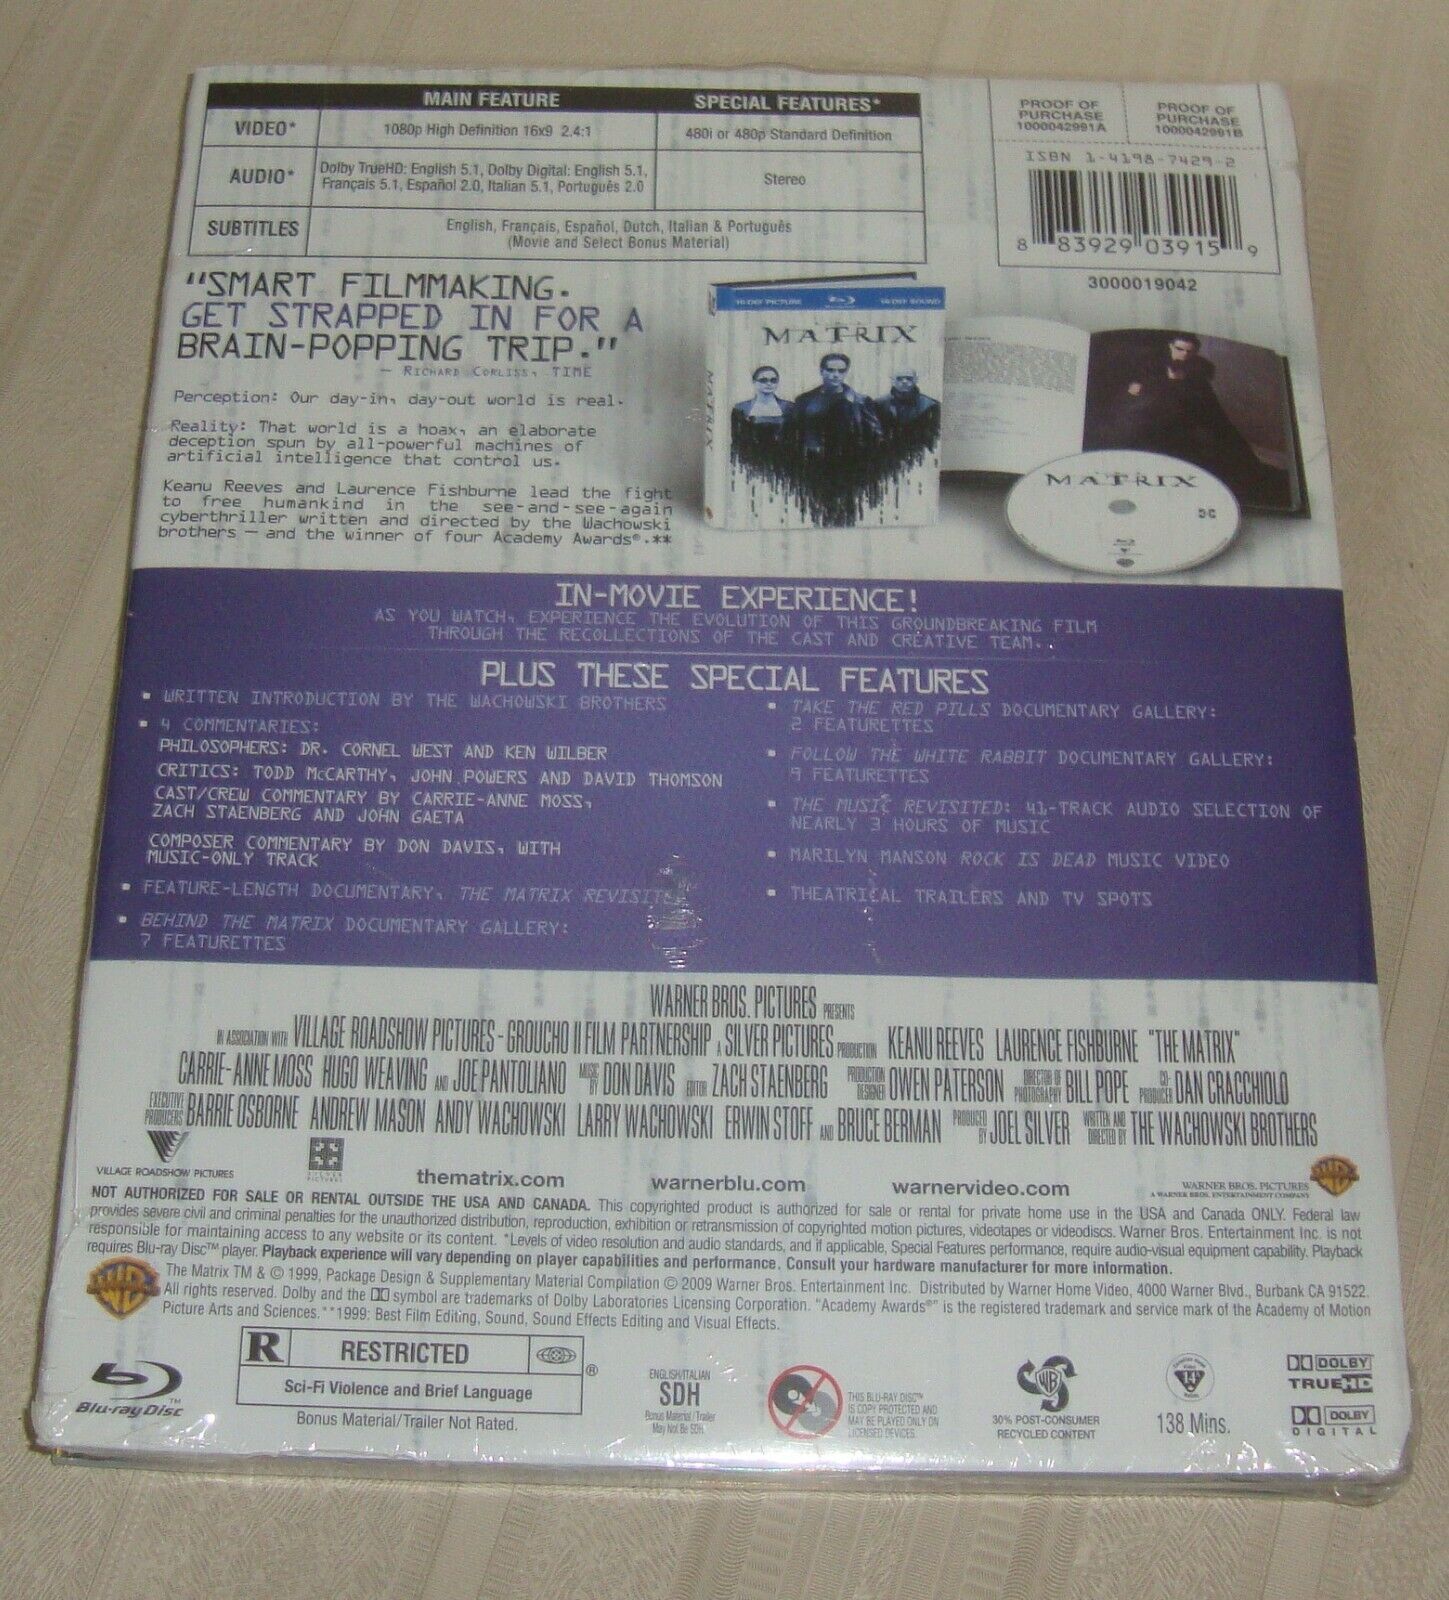 MAIN FEATURE
SPECIAL FEATURES*
VIDEO*
1080p High Definition 16x9 2.4:1
480i or 480p Standard Definition
AUDIO*
Dolby TrueHD: English 5.1, Dolby Digital: English 5.1,
Français 5.1, Español 2.0, Italian 5.1, Português 2.0
Stereo
SUBTITLES
English, Français, Español, Dutch, Italian & Português
(Movie and Select Bonus Material)
PROOF OF
PURCHASE
1000042991A
PROOF OF
PURCHASE
1000042991B
ISBN 1-4198-7429-2
8 83929 03915 9
3000019042
"SMART FILMMAKING.
GET STRAPPED IN FOR A
BRAIN-POPPING TRIP."
— RICHARD CORLISS, TIME
Perception: Our day-in, day-out world is real.
Reality: That world is a hoax, an elaborate
deception spun by all-powerful machines of
artificial intelligence that control us.
Keanu Reeves and Laurence Fishburne lead the fight
to free humankind in the see-and-see-again
cyberthriller written and directed by the Wachowski
brothers — and the winner of four Academy Awards®.**
HI-DEF PICTURE
HI-DEF SOUND
MATRIX
MATRIX
MATRIX
IN-MOVIE EXPERIENCE!
AS YOU WATCH, EXPERIENCE THE EVOLUTION OF THIS GROUNDBREAKING FILM
THROUGH THE RECOLLECTIONS OF THE CAST AND CREATIVE TEAM.
PLUS THESE SPECIAL FEATURES
• WRITTEN INTRODUCTION BY THE WACHOWSKI BROTHERS
• 4 COMMENTARIES:
PHILOSOPHERS: DR. CORNEL WEST AND KEN WILBER
CRITICS: TODD McCARTHY, JOHN POWERS AND DAVID THOMSON
CAST/CREW COMMENTARY BY CARRIE-ANNE MOSS,
ZACH STAENBERG AND JOHN GAETA
COMPOSER COMMENTARY BY DON DAVIS, WITH
MUSIC-ONLY TRACK
• FEATURE-LENGTH DOCUMENTARY, THE MATRIX REVISITED
• BEHIND THE MATRIX DOCUMENTARY GALLERY:
7 FEATURETTES
• TAKE THE RED PILLS DOCUMENTARY GALLERY:
2 FEATURETTES
• FOLLOW THE WHITE RABBIT DOCUMENTARY GALLERY:
9 FEATURETTES
• THE MUSIC REVISITED: 41-TRACK AUDIO SELECTION OF
NEARLY 3 HOURS OF MUSIC
• MARILYN MANSON ROCK IS DEAD MUSIC VIDEO
• THEATRICAL TRAILERS AND TV SPOTS
WARNER BROS. PICTURES PRESENTS
IN ASSOCIATION WITH VILLAGE ROADSHOW PICTURES - GROUCHO II FILM PARTNERSHIP A SILVER PICTURES PRODUCTION KEANU REEVES LAURENCE FISHBURNE "THE MATRIX"
CARRIE-ANNE MOSS HUGO WEAVING AND JOE PANTOLIANO MUSIC BY DON DAVIS EDITOR ZACH STAENBERG PRODUCTION DESIGNER OWEN PATERSON DIRECTOR OF PHOTOGRAPHY BILL POPE CO-PRODUCER DAN CRACCHIOLO
EXECUTIVE PRODUCERS BARRIE OSBORNE ANDREW MASON ANDY WACHOWSKI LARRY WACHOWSKI ERWIN STOFF AND BRUCE BERMAN PRODUCED BY JOEL SILVER WRITTEN AND DIRECTED BY THE WACHOWSKI BROTHERS
VILLAGE ROADSHOW PICTURES
SILVER PICTURES
thematrix.com
warnerblu.com
warnervideo.com
WARNER BROS. PICTURES
A WARNER BROS. ENTERTAINMENT COMPANY
NOT AUTHORIZED FOR SALE OR RENTAL OUTSIDE THE USA AND CANADA. This copyrighted product is authorized for sale or rental for private home use in the USA and Canada ONLY. Federal law
provides severe civil and criminal penalties for the unauthorized distribution, reproduction, exhibition or retransmission of copyrighted motion pictures, videotapes or videodiscs. Warner Bros. Entertainment Inc. is not
responsible for maintaining access to any website or its content. *Levels of video resolution and audio standards, and if applicable, Special Features performance, require audio-visual equipment capability. Playback
requires Blu-ray Disc™ player. Playback experience will vary depending on player capabilities and performance. Consult your hardware manufacturer for more information.
The Matrix TM & © 1999, Package Design & Supplementary Material Compilation © 2009 Warner Bros. Entertainment Inc. Distributed by Warner Home Video, 4000 Warner Blvd., Burbank CA 91522.
All rights reserved. Dolby and the DD symbol are trademarks of Dolby Laboratories Licensing Corporation. "Academy Awards®" is the registered trademark and service mark of the Academy of Motion
Picture Arts and Sciences. **1999: Best Film Editing, Sound, Sound Effects Editing and Visual Effects.
Blu-ray Disc™
R RESTRICTED ®
Sci-Fi Violence and Brief Language
Bonus Material/Trailer Not Rated.
ENGLISH/ITALIAN
SDH
Bonus Material/Trailer
May Not Be SDH
THIS BLU-RAY DISC™
IS COPY PROTECTED AND
MAY BE PLAYED ONLY ON
LICENSED DEVICES.
WB
30% POST-CONSUMER
RECYCLED CONTENT
14A
138 Mins.
DOLBY
TRUEHD
DOLBY
DIGITAL